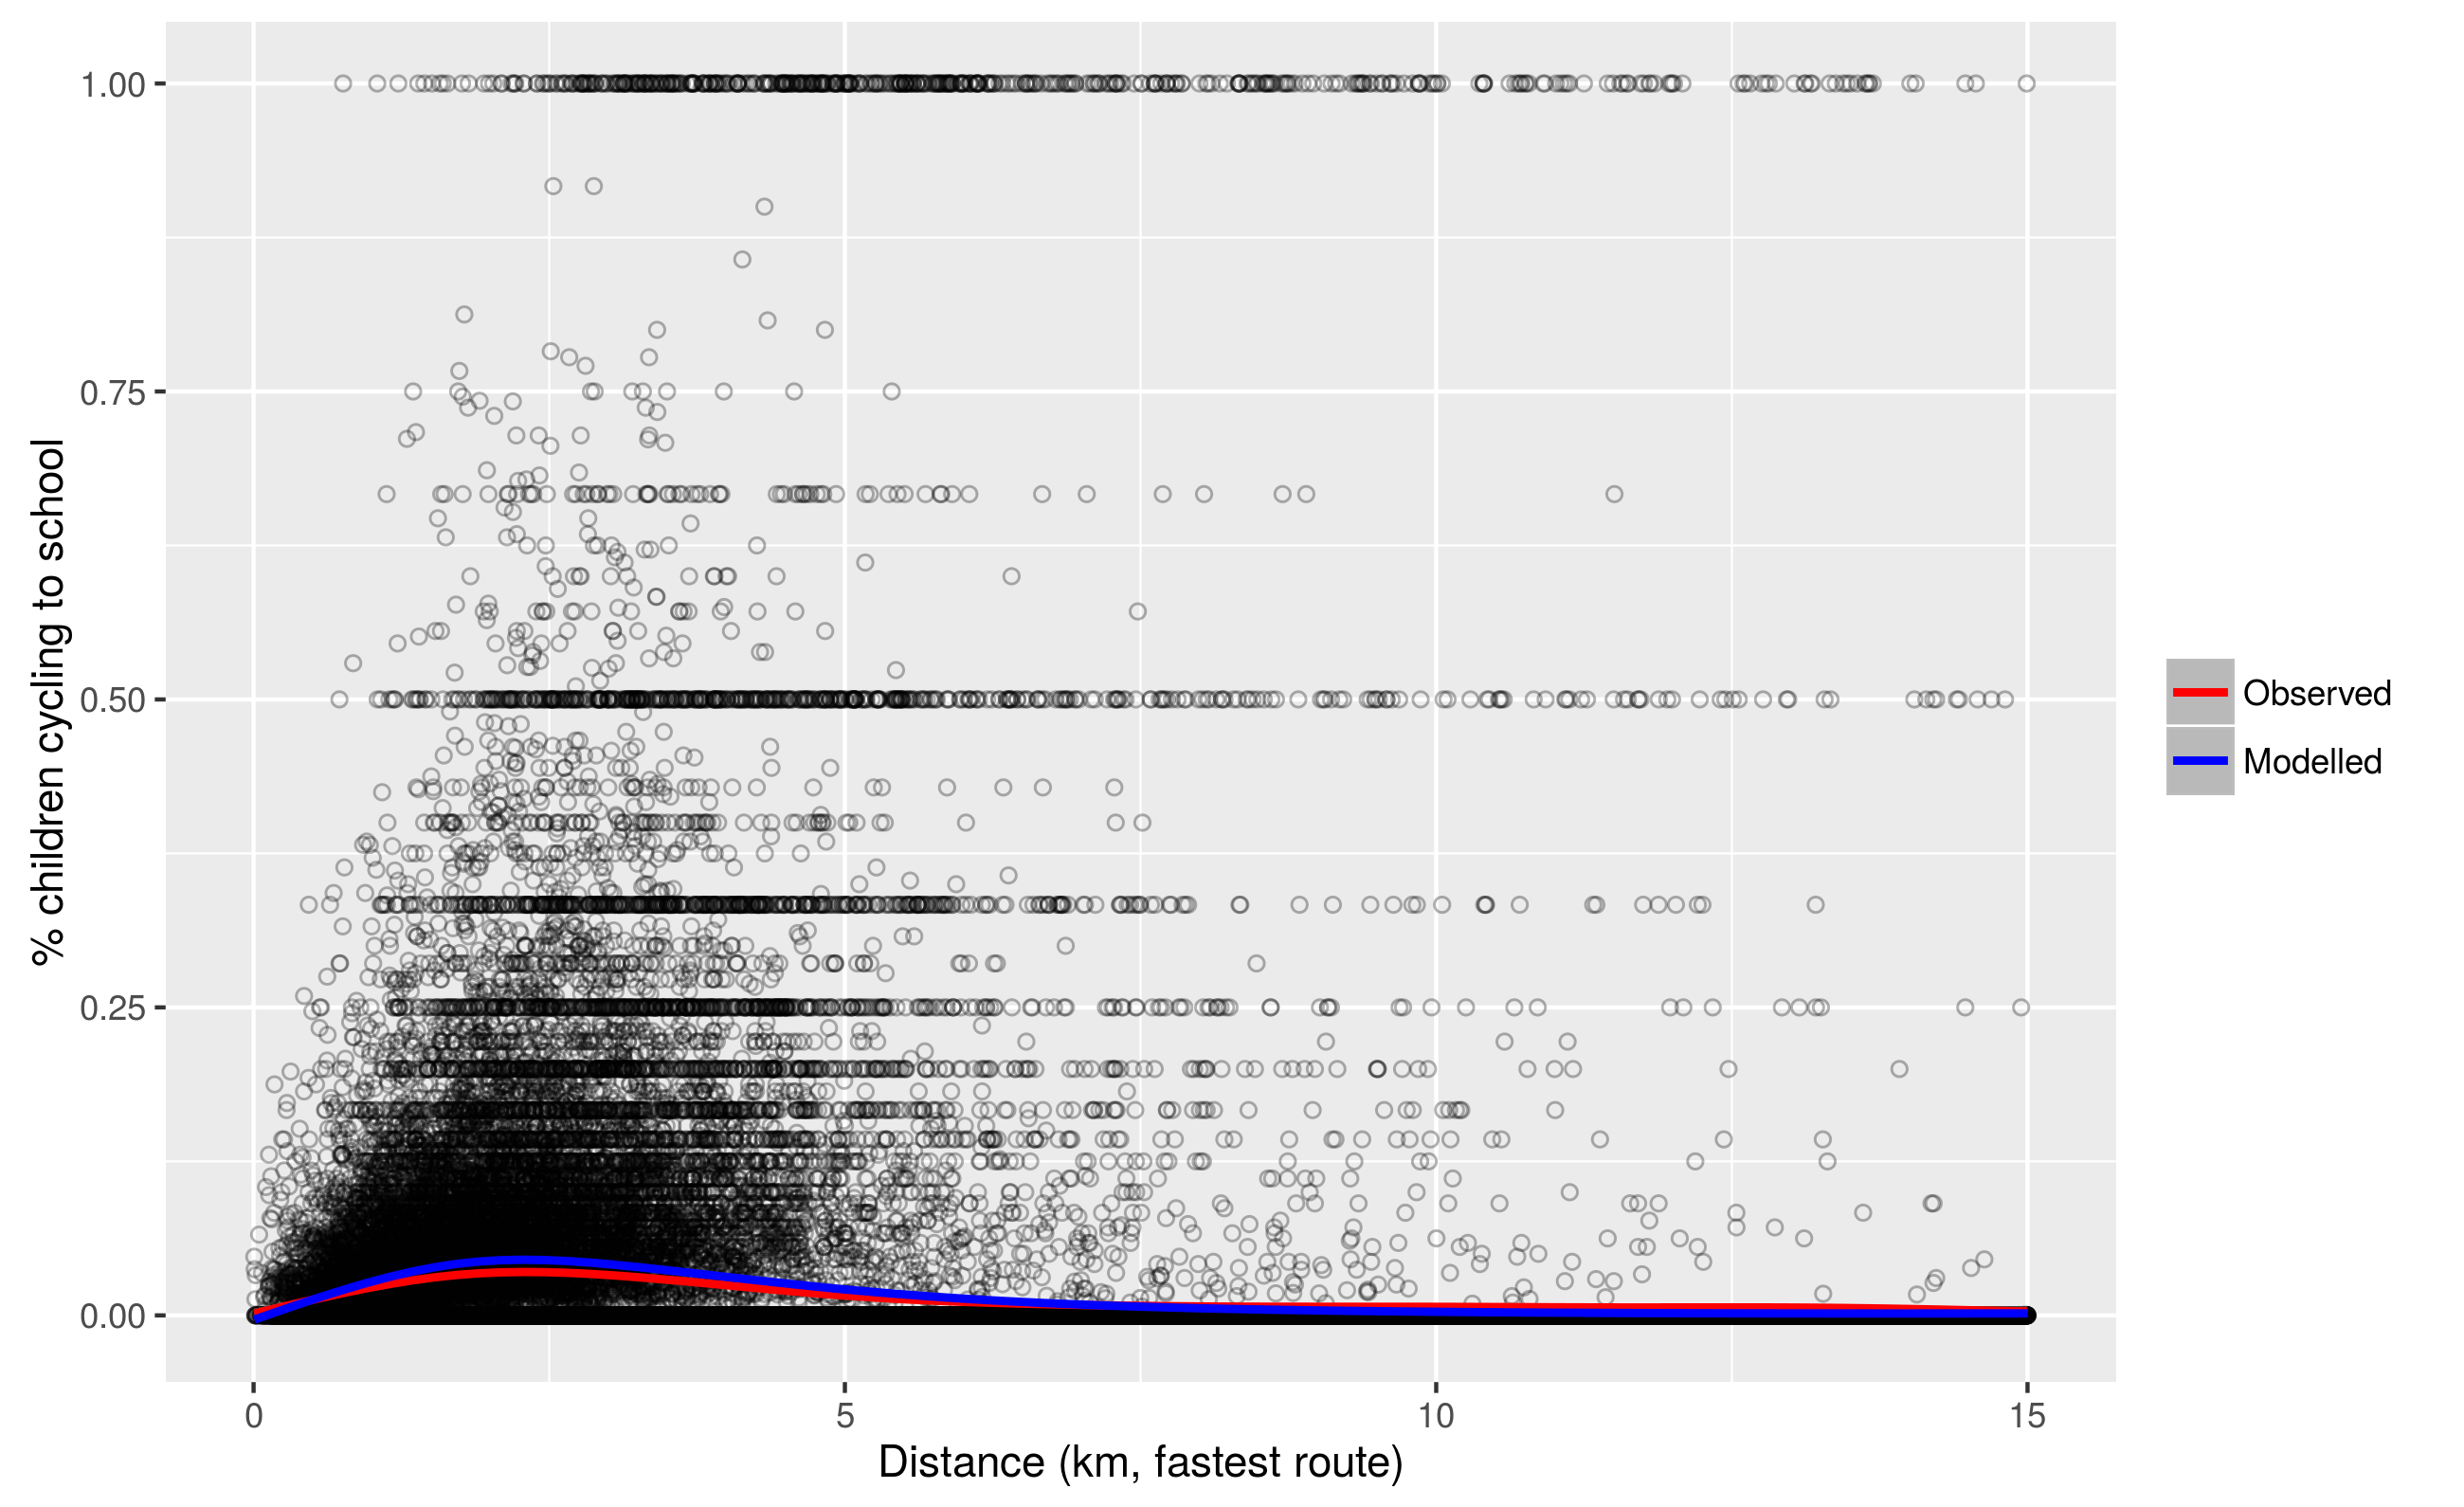 1.00
0.75
0.50
0.25
0.00
% children cycling to school
0
5
10
15
Distance (km, fastest route)
Observed
Modelled